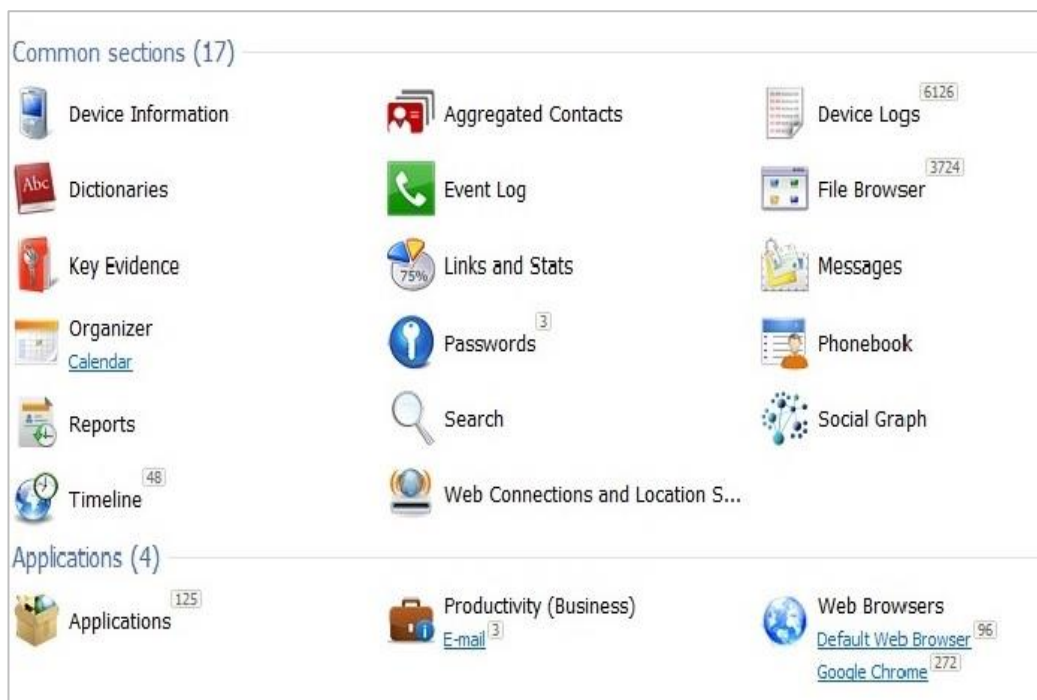 Common sections (17)
Device Information
Aggregated Contacts
Device Logs 6126
Abc
Dictionaries
Event Log
File Browser 3724
Key Evidence
75%
Links and Stats
Messages
Organizer
Calendar
Passwords 3
Phonebook
Reports
Search
Social Graph
Timeline 48
Web Connections and Location S...
Applications (4)
Applications 125
Productivity (Business)
E-mail 3
Web Browsers
Default Web Browser 96
Google Chrome 272